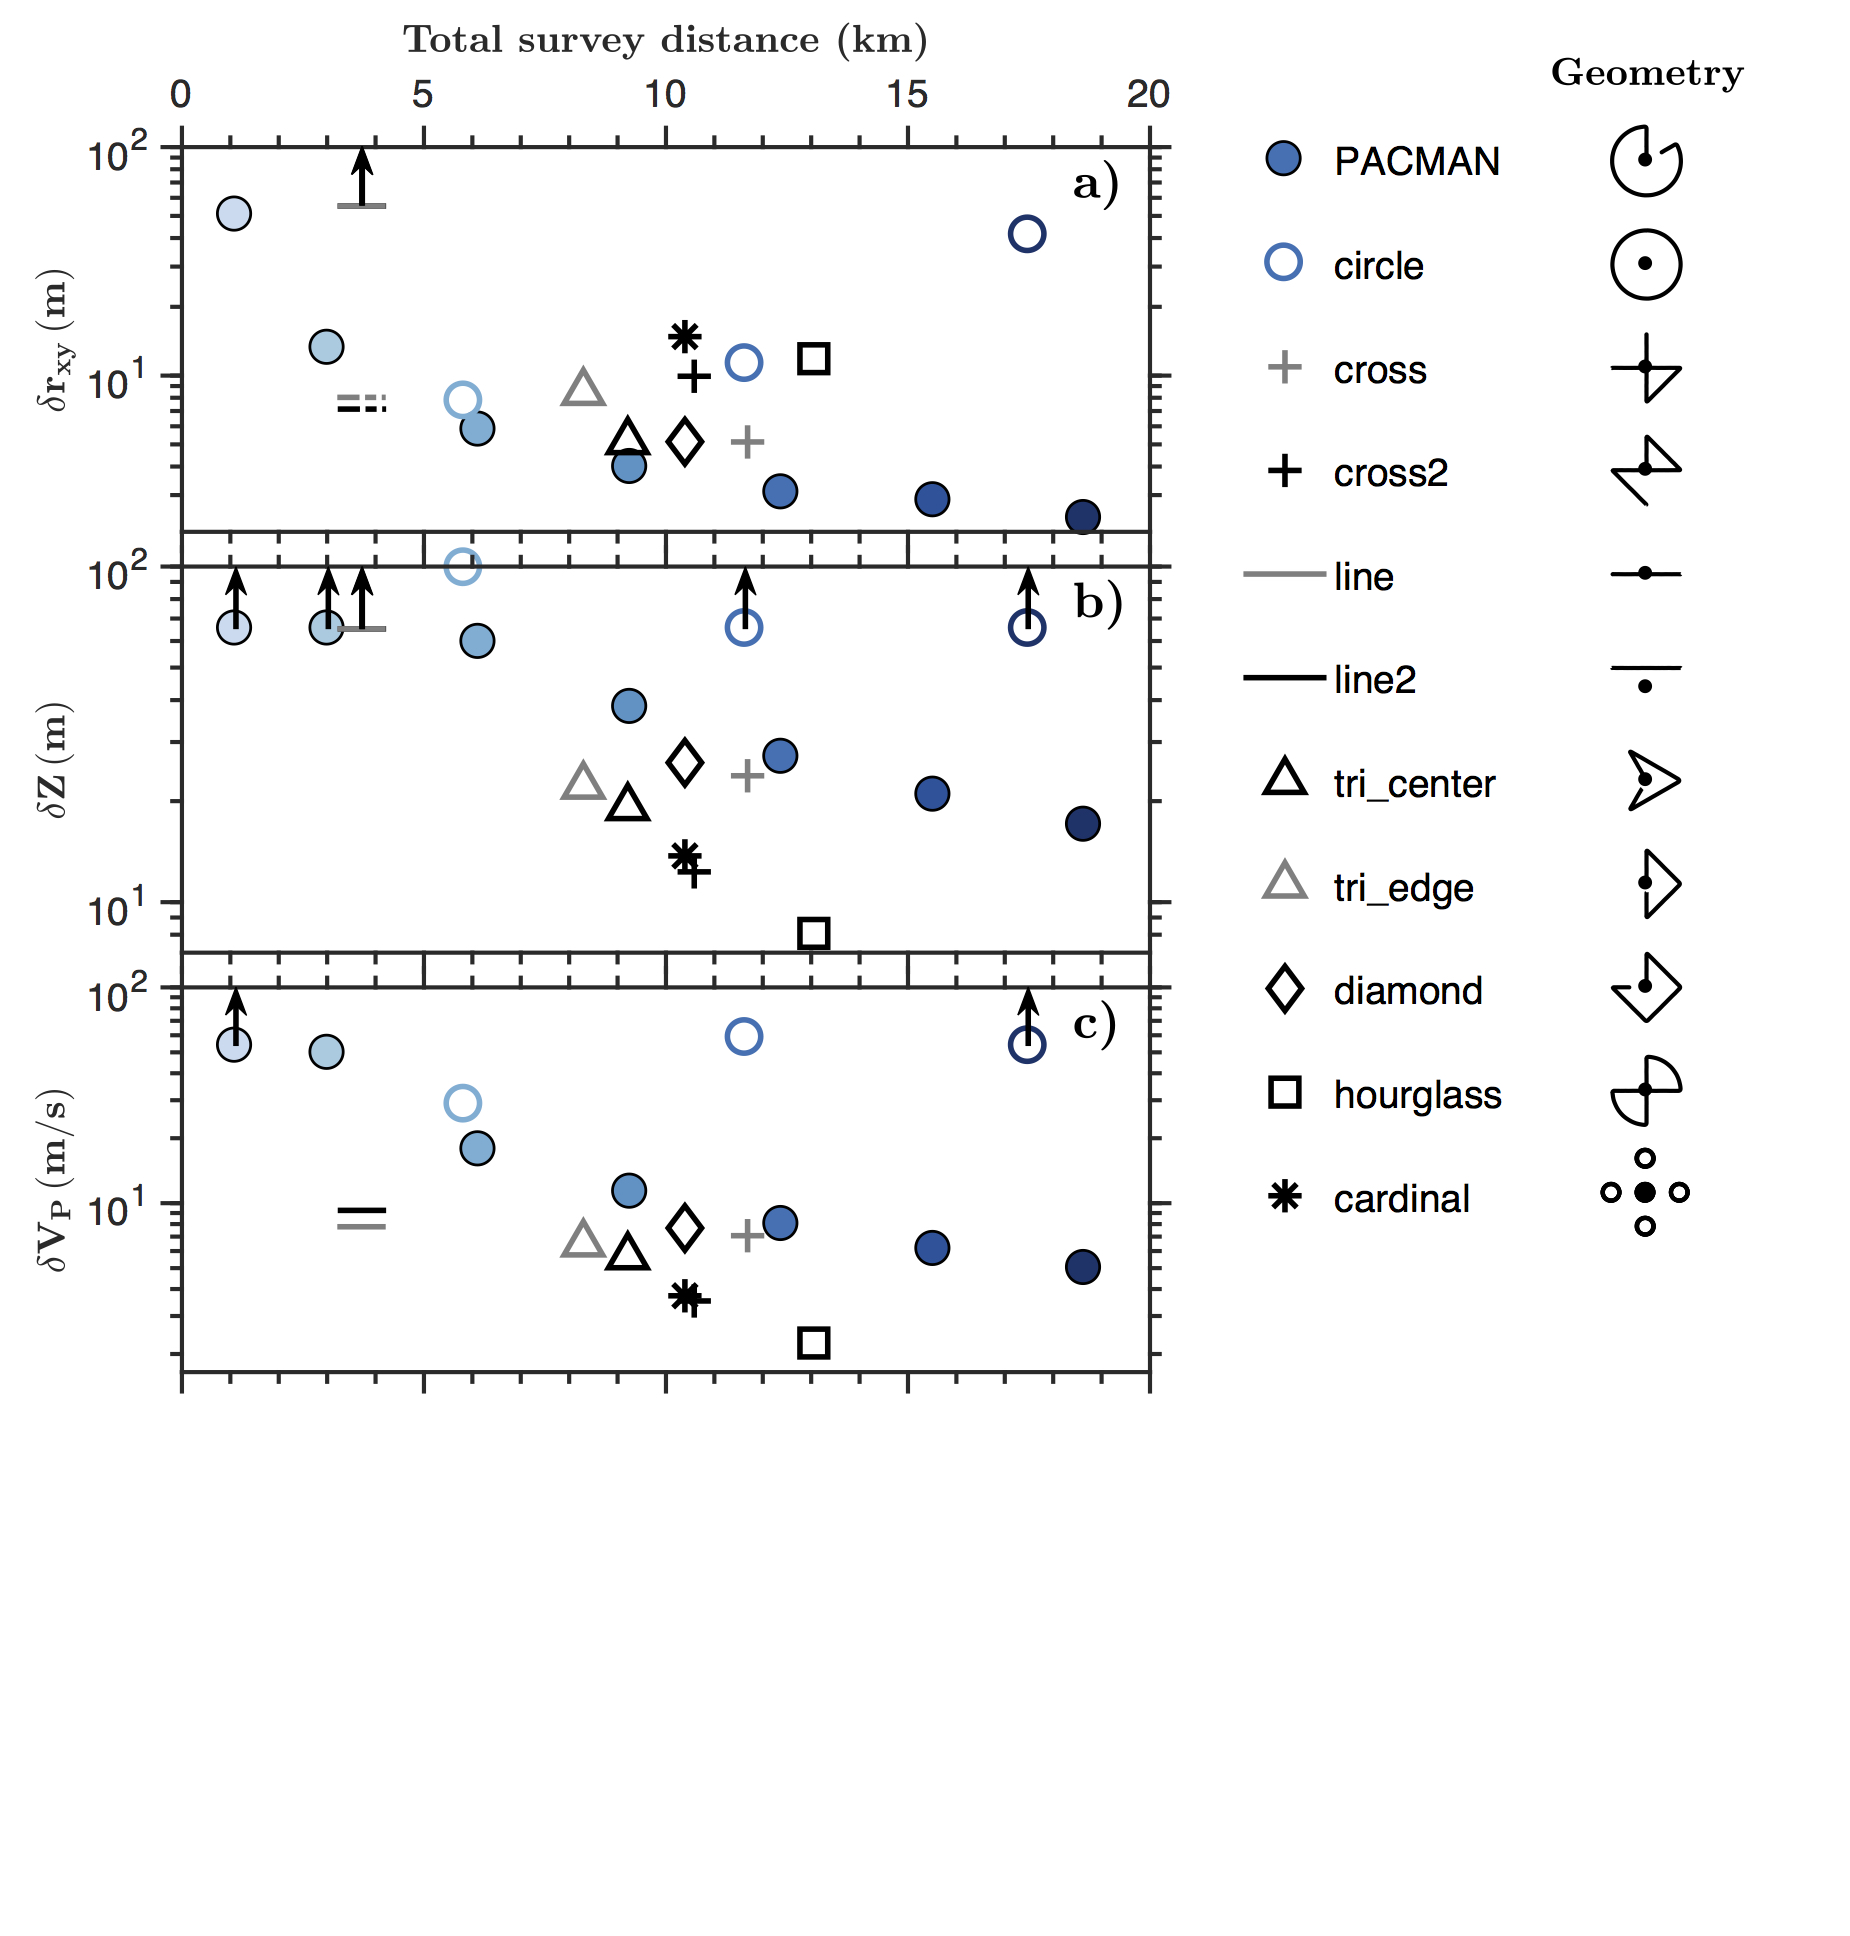 Total survey distance (km)
0 5 10 15 20
Geometry
10²
10¹
δr_xy (m)
a)
10²
10¹
δZ (m)
b)
10²
10¹
δV_P (m/s)
c)
PACMAN
circle
cross
cross2
line
line2
tri_center
tri_edge
diamond
hourglass
cardinal